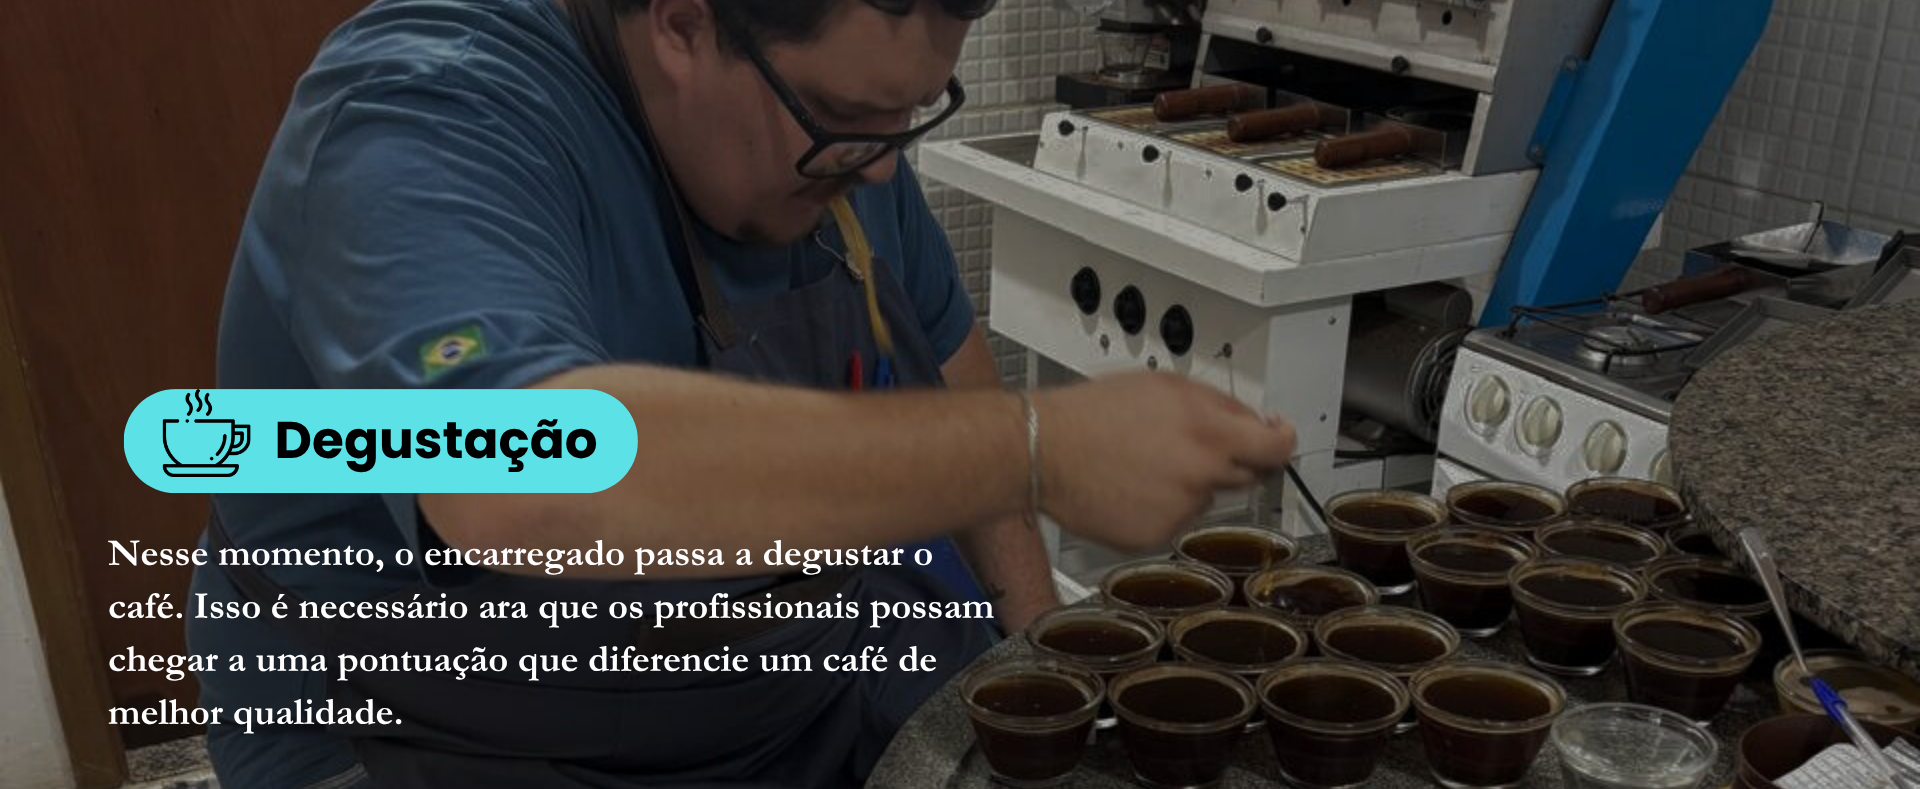 Degustação
Nesse momento, o encarregado passa a degustar o
café. Isso é necessário ara que os profissionais possam
chegar a uma pontuação que diferencie um café de
melhor qualidade.